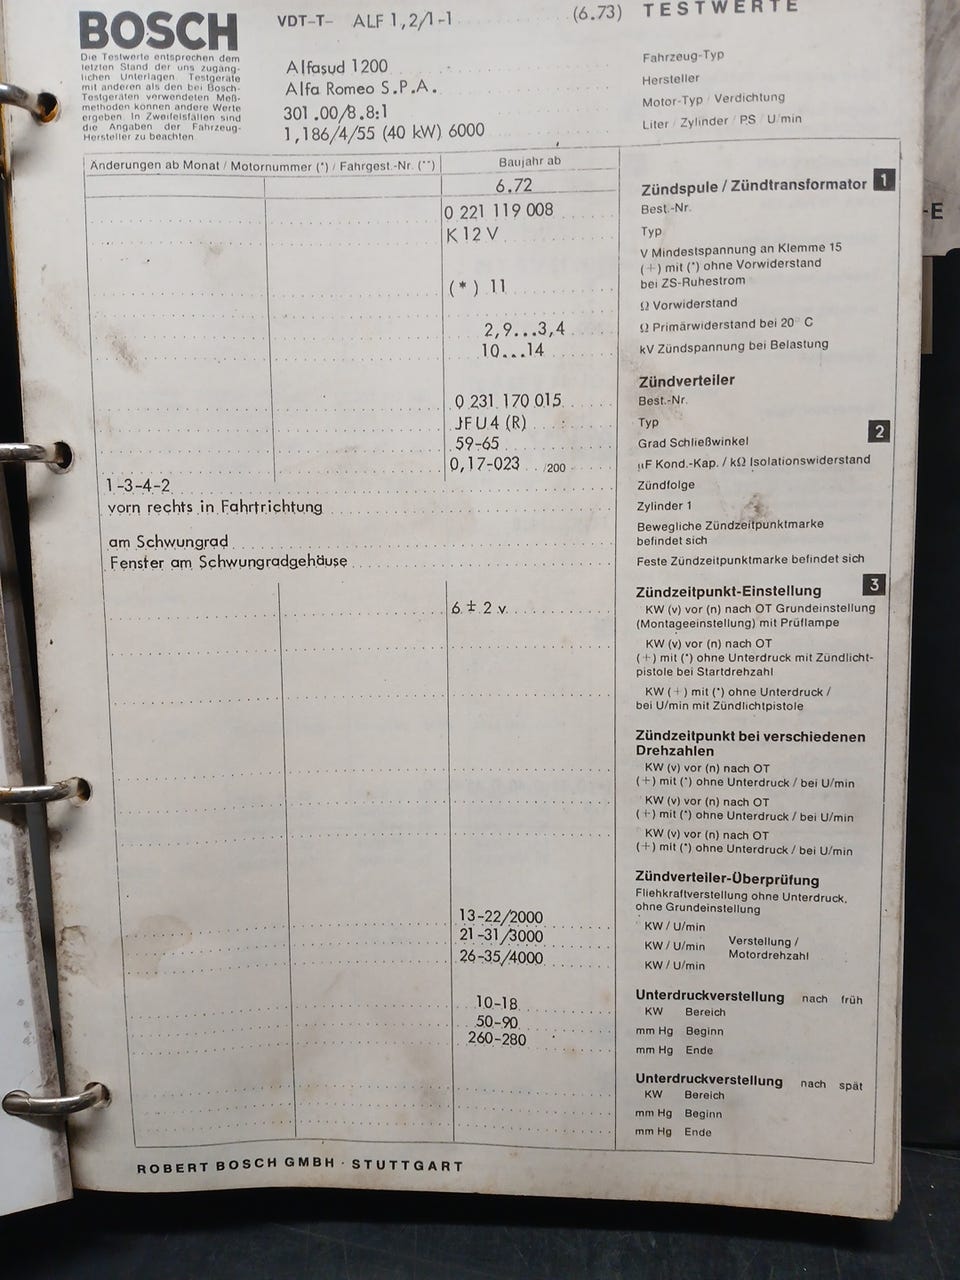 BOSCH
VDT-T- ALF 1,2/1-1 (6.73) TESTWERTE
Die Testwerte entsprechen dem
letzten Stand der uns zugäng-
lichen Unterlagen. Testgeräte
mit anderen als den bei Bosch-
Testgeräten verwendeten Meß-
methoden können andere Werte
ergeben. In Zweifelsfällen sind
die Angaben der Fahrzeug-
Hersteller zu beachten.
Alfasud 1200 Fahrzeug-Typ
Alfa Romeo S.P.A. Hersteller
301.00/8.8:1 Motor-Typ / Verdichtung
1,186/4/55 (40 kW) 6000 Liter / Zylinder / PS / U/min
Änderungen ab Monat / Motornummer (*) / Fahrgest.-Nr. (**) Baujahr ab
6.72 Zündspule / Zündtransformator 1
0 221 119 008 Best.-Nr.
K 12 V Typ
V Mindestspannung an Klemme 15
(+) mit (*) ohne Vorwiderstand
(*) 11 bei ZS-Ruhestrom
Ω Vorwiderstand
2,9...3,4 Ω Primärwiderstand bei 20° C
10...14 kV Zündspannung bei Belastung
Zündverteiler
0 231 170 015 Best.-Nr.
JFU4 (R) Typ
59-65 Grad Schließwinkel 2
0,17-023 /200 µF Kond.-Kap. / kΩ Isolationswiderstand
1-3-4-2 Zündfolge
vorn rechts in Fahrtrichtung Zylinder 1
am Schwungrad Bewegliche Zündzeitpunktmarke
befindet sich
Fenster am Schwungradgehäuse Feste Zündzeitpunktmarke befindet sich
Zündzeitpunkt-Einstellung 3
6 ± 2 v. KW (v) vor (n) nach OT Grundeinstellung
(Montageeinstellung) mit Prüflampe
KW (v) vor (n) nach OT
(+) mit (*) ohne Unterdruck mit Zündlicht-
pistole bei Startdrehzahl
KW (+) mit (*) ohne Unterdruck /
bei U/min mit Zündlichtpistole
Zündzeitpunkt bei verschiedenen
Drehzahlen
KW (v) vor (n) nach OT
(+) mit (*) ohne Unterdruck / bei U/min
KW (v) vor (n) nach OT
(+) mit (*) ohne Unterdruck / bei U/min
KW (v) vor (n) nach OT
(+) mit (*) ohne Unterdruck / bei U/min
Zündverteiler-Überprüfung
Fliehkraftverstellung ohne Unterdruck,
ohne Grundeinstellung
13-22/2000 KW / U/min
21-31/3000 KW / U/min Verstellung /
Motordrehzahl
26-35/4000 KW / U/min
Unterdruckverstellung nach früh
10-18 KW Bereich
50-90 mm Hg Beginn
260-280 mm Hg Ende
Unterdruckverstellung nach spät
KW Bereich
mm Hg Beginn
mm Hg Ende
ROBERT BOSCH GMBH · STUTTGART
-E